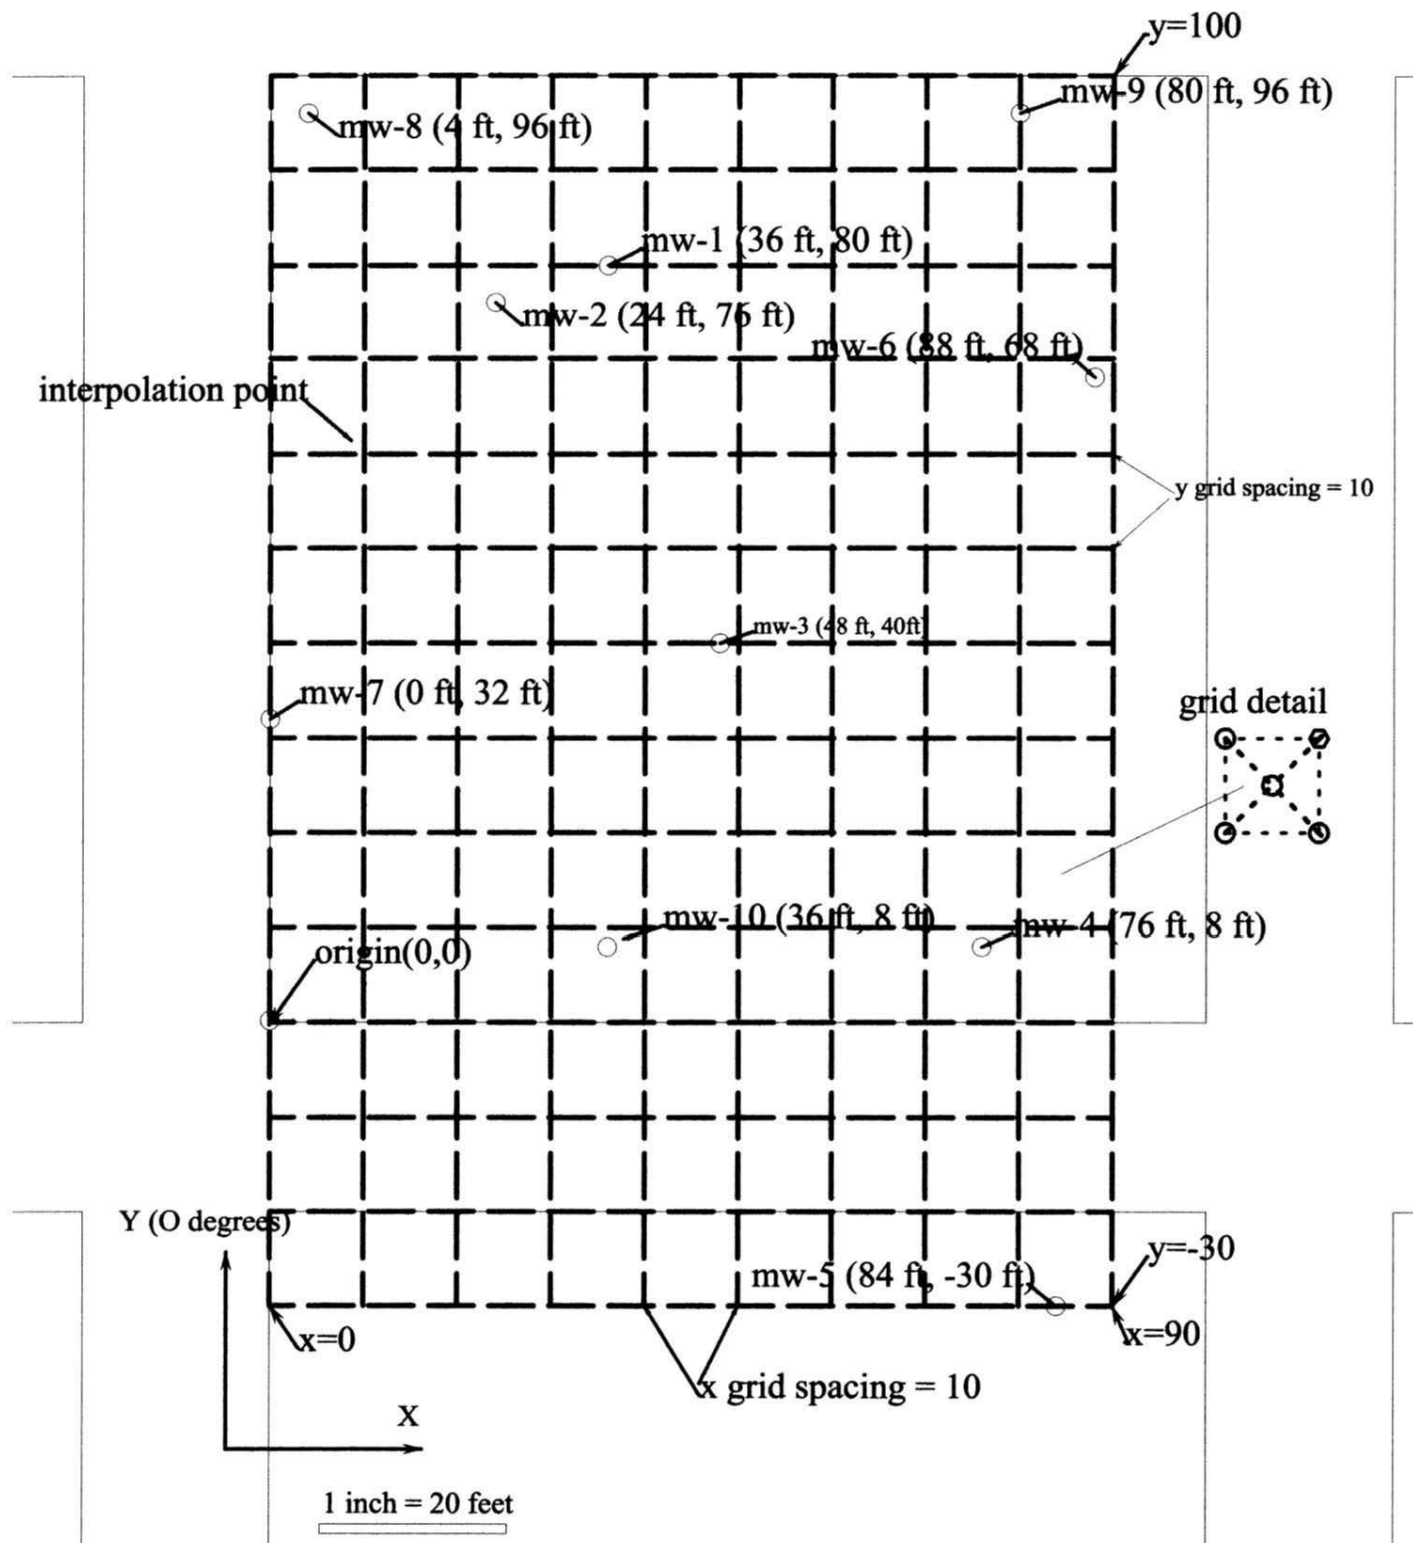 y=100
mw-9 (80 ft, 96 ft)
mw-8 (4 ft, 96 ft)
mw-1 (36 ft, 80 ft)
mw-2 (24 ft, 76 ft)
mw-6 (88 ft, 68 ft)
interpolation point
y grid spacing = 10
mw-3 (48 ft, 40ft)
mw-7 (0 ft, 32 ft)
grid detail
mw-10 (36 ft, 8 ft)
mw-4 (76 ft, 8 ft)
origin(0,0)
Y (O degrees)
y=-30
mw-5 (84 ft, -30 ft)
x=0
x=90
x grid spacing = 10
X
1 inch = 20 feet